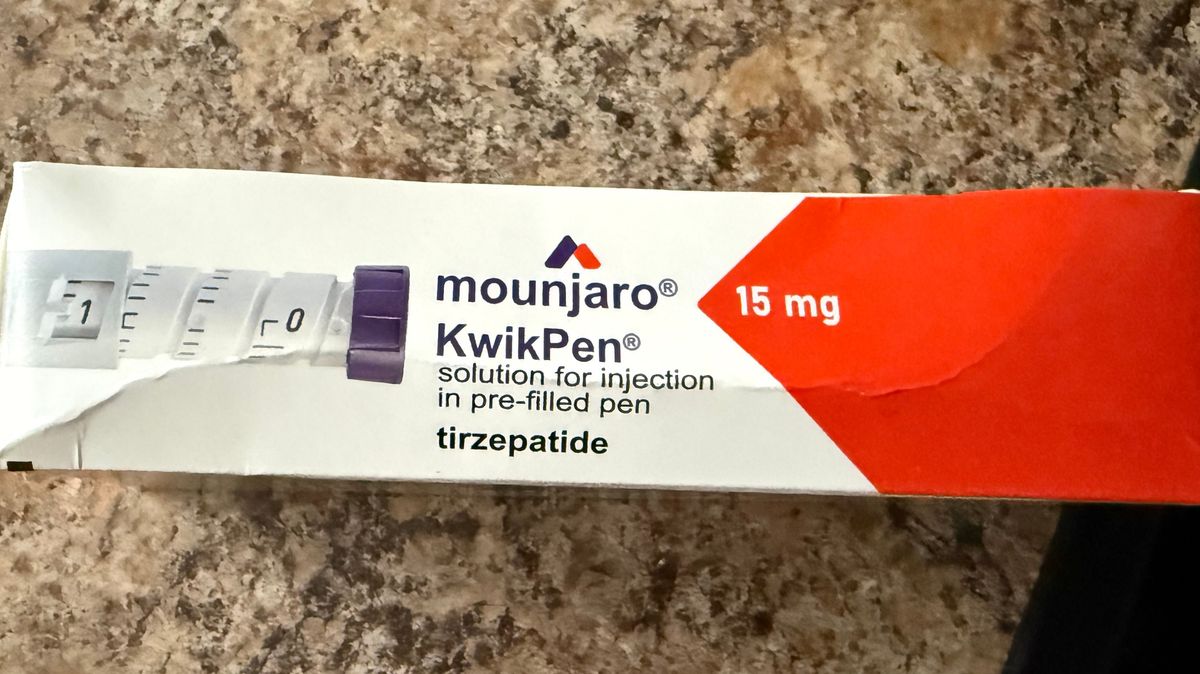 1
0
mounjaro®
KwikPen®
solution for injection
in pre-filled pen
tirzepatide
15 mg